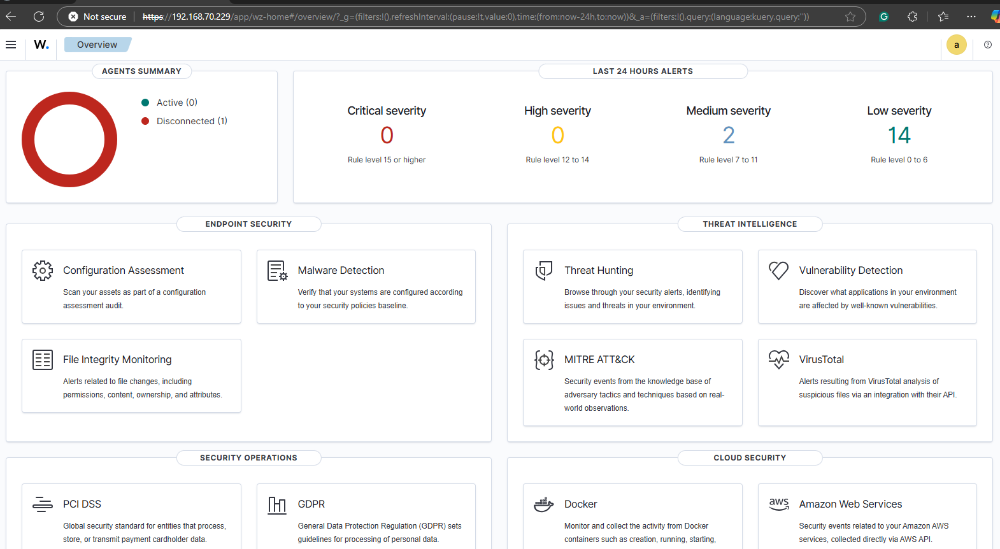 Not secure
https://192.168.70.229/app/wz-home#/overview/?_g=(filters:!(),refreshInterval:(pause:!t,value:0),time:(from:now-24h,to:now))&_a=(filters:!(),query:(language:kuery,query:''))
W.
Overview
a
AGENTS SUMMARY
Active (0)
Disconnected (1)
LAST 24 HOURS ALERTS
Critical severity
0
Rule level 15 or higher
High severity
0
Rule level 12 to 14
Medium severity
2
Rule level 7 to 11
Low severity
14
Rule level 0 to 6
ENDPOINT SECURITY
Configuration Assessment
Scan your assets as part of a configuration
assessment audit.
Malware Detection
Verify that your systems are configured according
to your security policies baseline.
File Integrity Monitoring
Alerts related to file changes, including
permissions, content, ownership, and attributes.
THREAT INTELLIGENCE
Threat Hunting
Browse through your security alerts, identifying
issues and threats in your environment.
Vulnerability Detection
Discover what applications in your environment
are affected by well-known vulnerabilities.
MITRE ATT&CK
Security events from the knowledge base of
adversary tactics and techniques based on real-
world observations.
VirusTotal
Alerts resulting from VirusTotal analysis of
suspicious files via an integration with their API.
SECURITY OPERATIONS
PCI DSS
Global security standard for entities that process,
store, or transmit payment cardholder data.
GDPR
General Data Protection Regulation (GDPR) sets
guidelines for processing of personal data.
CLOUD SECURITY
Docker
Monitor and collect the activity from Docker
containers such as creation, running, starting,
aws
Amazon Web Services
Security events related to your Amazon AWS
services, collected directly via AWS API.